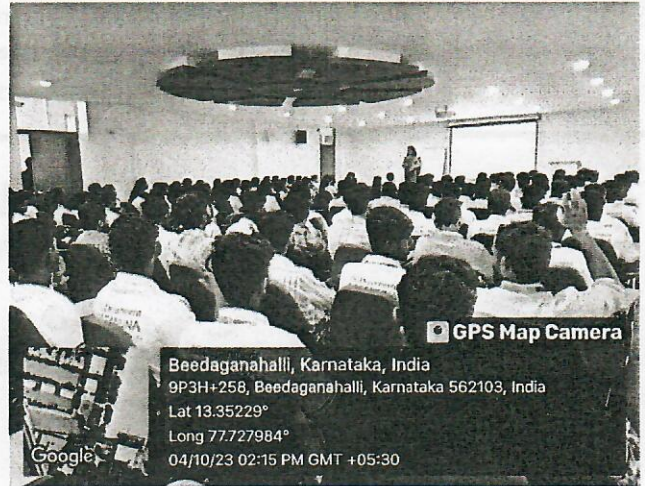 GPS Map Camera
Beedaganahalli, Karnataka, India
9P3H+258, Beedaganahalli, Karnataka 562103, India
Lat 13.35229°
Long 77.727984°
04/10/23 02:15 PM GMT +05:30
Google